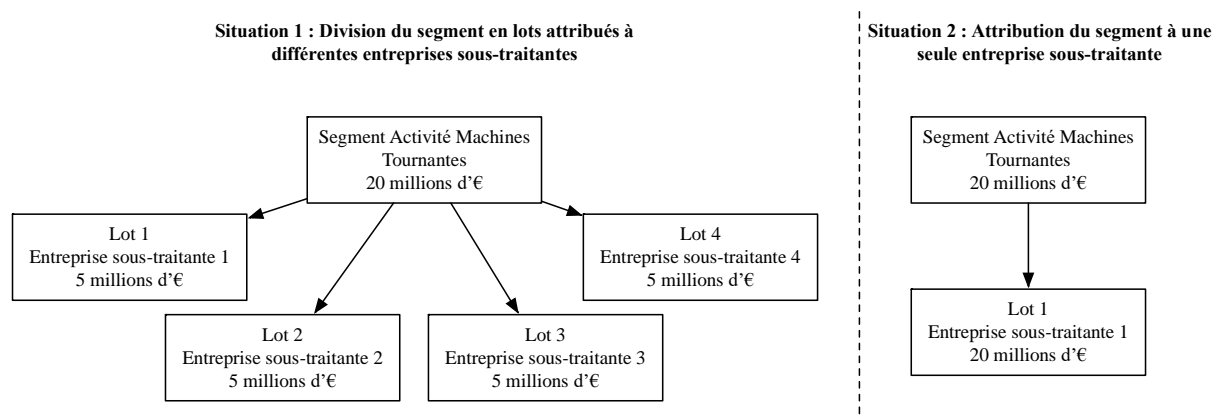 Situation 1 : Division du segment en lots attribués à
différentes entreprises sous-traitantes
Segment Activité Machines
Tournantes
20 millions d'€
Lot 1
Entreprise sous-traitante 1
5 millions d'€
Lot 2
Entreprise sous-traitante 2
5 millions d'€
Lot 3
Entreprise sous-traitante 3
5 millions d'€
Lot 4
Entreprise sous-traitante 4
5 millions d'€
Situation 2 : Attribution du segment à une
seule entreprise sous-traitante
Segment Activité Machines
Tournantes
20 millions d'€
Lot 1
Entreprise sous-traitante 1
20 millions d'€